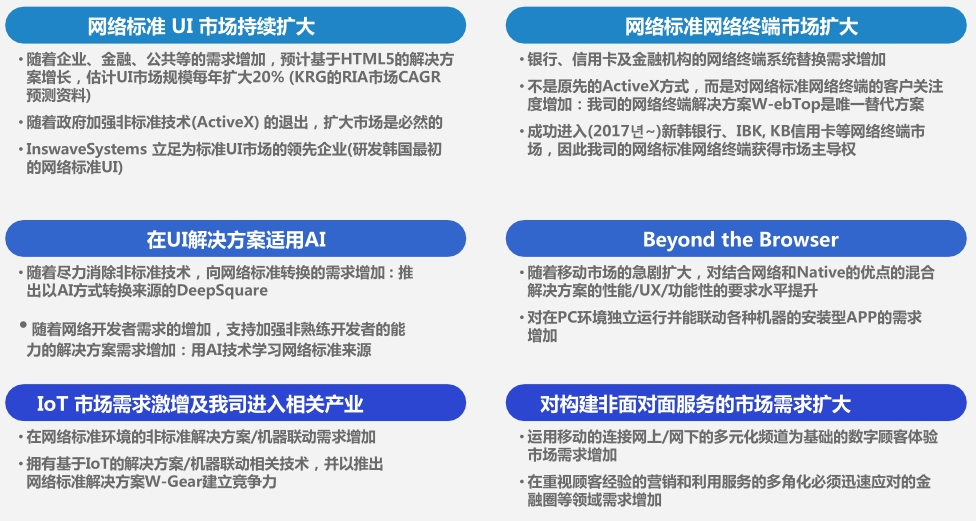 网络标准 UI 市场持续扩大
• 随着企业、金融、公共等的需求增加，预计基于HTML5的解决方
案增长，估计UI市场规模每年扩大20% (KRG的RIA市场CAGR
预测资料)
• 随着政府加强非标准技术(ActiveX) 的退出，扩大市场是必然的
• InswaveSystems 立足为标准UI市场的领先企业(研发韩国最初
的网络标准UI)
网络标准网络终端市场扩大
• 银行、信用卡及金融机构的网络终端系统替换需求增加
• 不是原先的ActiveX方式，而是对网络标准网络终端的客户关注
度增加：我司的网络终端解决方案W-ebTop是唯一替代方案
• 成功进入(2017년~)新韩银行、IBK, KB信用卡等网络终端市
场，因此我司的网络标准网络终端获得市场主导权
在UI解决方案适用AI
• 随着尽力消除非标准技术，向网络标准转换的需求增加：推
出以AI方式转换来源的DeepSquare
• 随着网络开发者需求的增加，支持加强非熟练开发者的能
力的解决方案需求增加：用AI技术学习网络标准来源
Beyond the Browser
• 随着移动市场的急剧扩大，对结合网络和Native的优点的混合
解决方案的性能/UX/功能性的要求水平提升
• 对在PC环境独立运行并能联动各种机器的安装型APP的需求
增加
IoT 市场需求激增及我司进入相关产业
• 在网络标准环境的非标准解决方案/机器联动需求增加
• 拥有基于IoT的解决方案/机器联动相关技术，并以推出
网络标准解决方案W-Gear建立竞争力
对构建非面对面服务的市场需求扩大
• 运用移动的连接网上/网下的多元化频道为基础的数字顾客体验
市场需求增加
• 在重视顾客经验的营销和利用服务的多角化必须迅速应对的金
融圈等领域需求增加